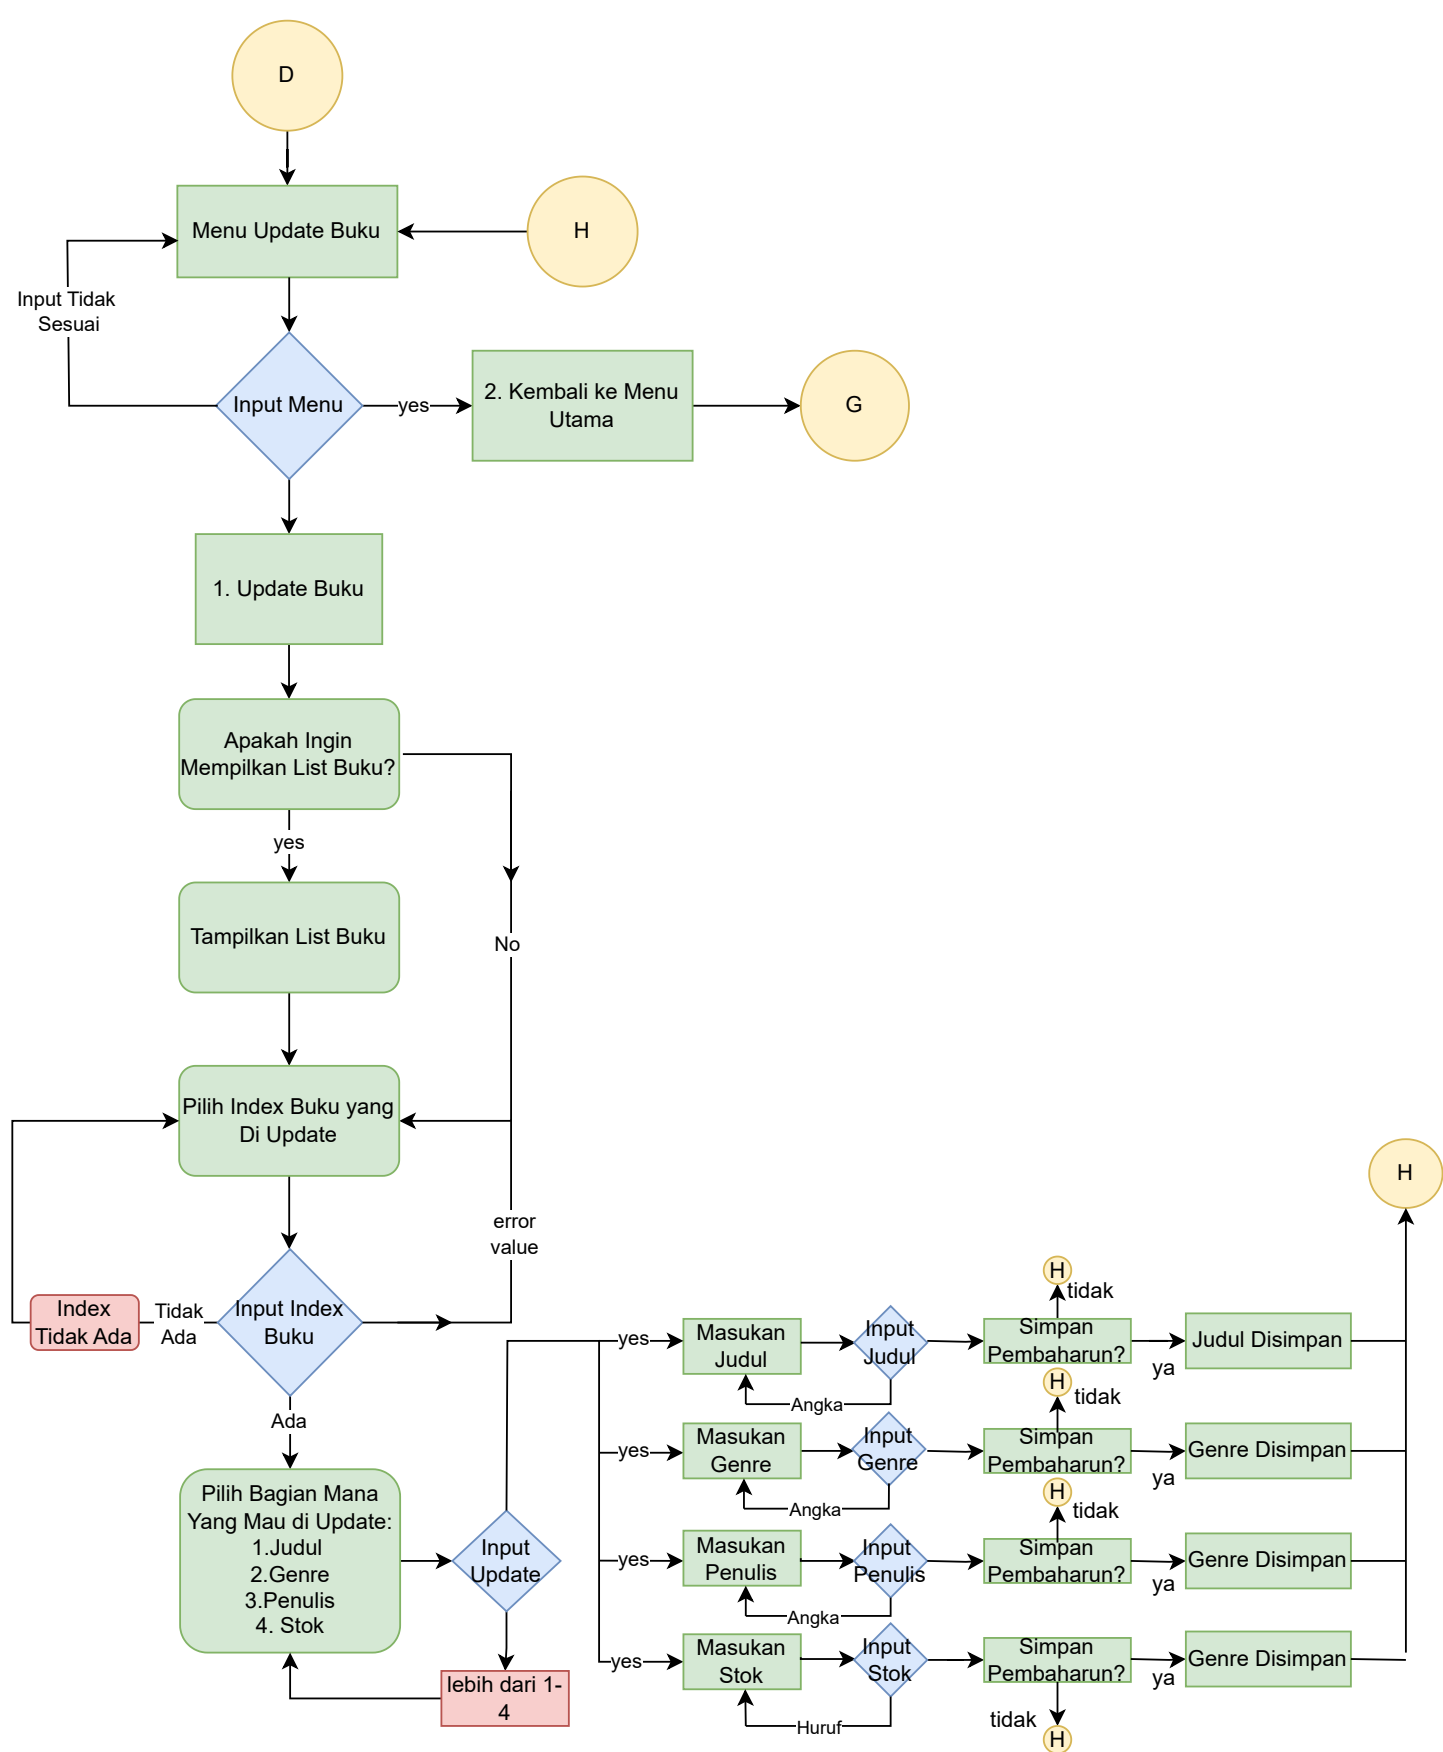 D
Menu Update Buku
H
Input Tidak
Sesuai
Input Menu
yes
2. Kembali ke Menu
Utama
G
1. Update Buku
Apakah Ingin
Mempilkan List Buku?
yes
Tampilkan List Buku
No
Pilih Index Buku yang
Di Update
error
value
Input Index
Buku
Tidak
Ada
Index
Tidak Ada
Ada
Pilih Bagian Mana
Yang Mau di Update:
1.Judul
2.Genre
3.Penulis
4. Stok
Input
Update
lebih dari 1-
4
yes
Masukan
Judul
Input
Judul
Angka
Simpan
Pembaharun?
H
tidak
ya
Judul Disimpan
H
yes
Masukan
Genre
Input
Genre
Angka
Simpan
Pembaharun?
H
tidak
ya
Genre Disimpan
yes
Masukan
Penulis
Input
Penulis
Angka
Simpan
Pembaharun?
H
tidak
ya
Genre Disimpan
yes
Masukan
Stok
Input
Stok
Huruf
Simpan
Pembaharun?
tidak
H
ya
Genre Disimpan